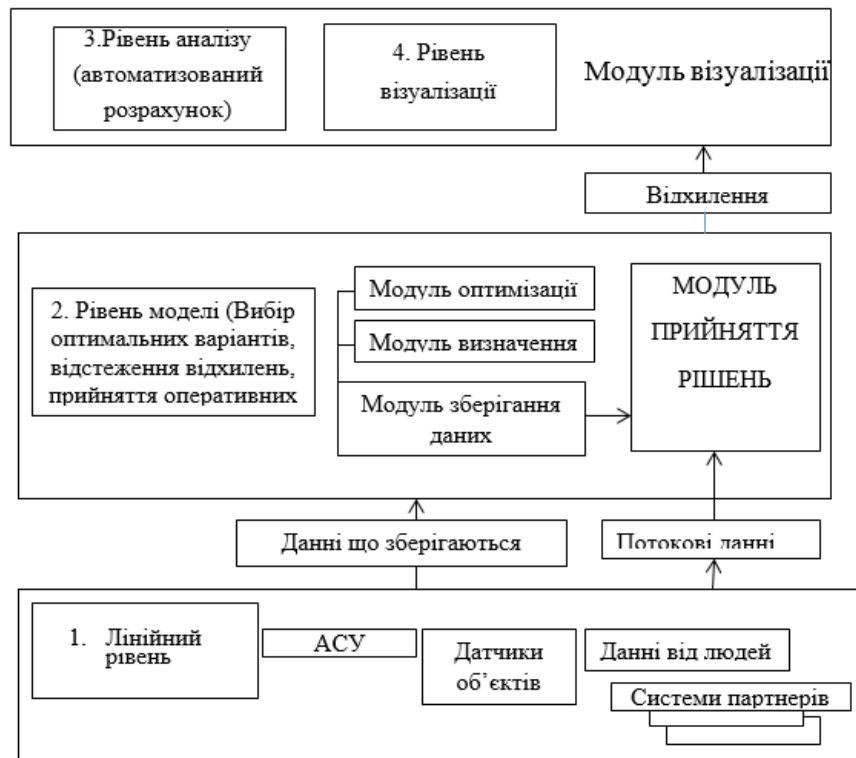 3.Рівень аналізу
(автоматизований
розрахунок)
4. Рівень
візуалізації
Модуль візуалізації
Відхилення
2. Рівень моделі (Вибір
оптимальних варіантів,
відстеження відхилень,
прийняття оперативних
Модуль оптимізації
Модуль визначення
Модуль зберігання
даних
МОДУЛЬ
ПРИЙНЯТТЯ
РІШЕНЬ
Данні що зберігаються
Потокові данні
1. Лінійний
рівень
АСУ
Датчики
об’єктів
Данні від людей
Системи партнерів